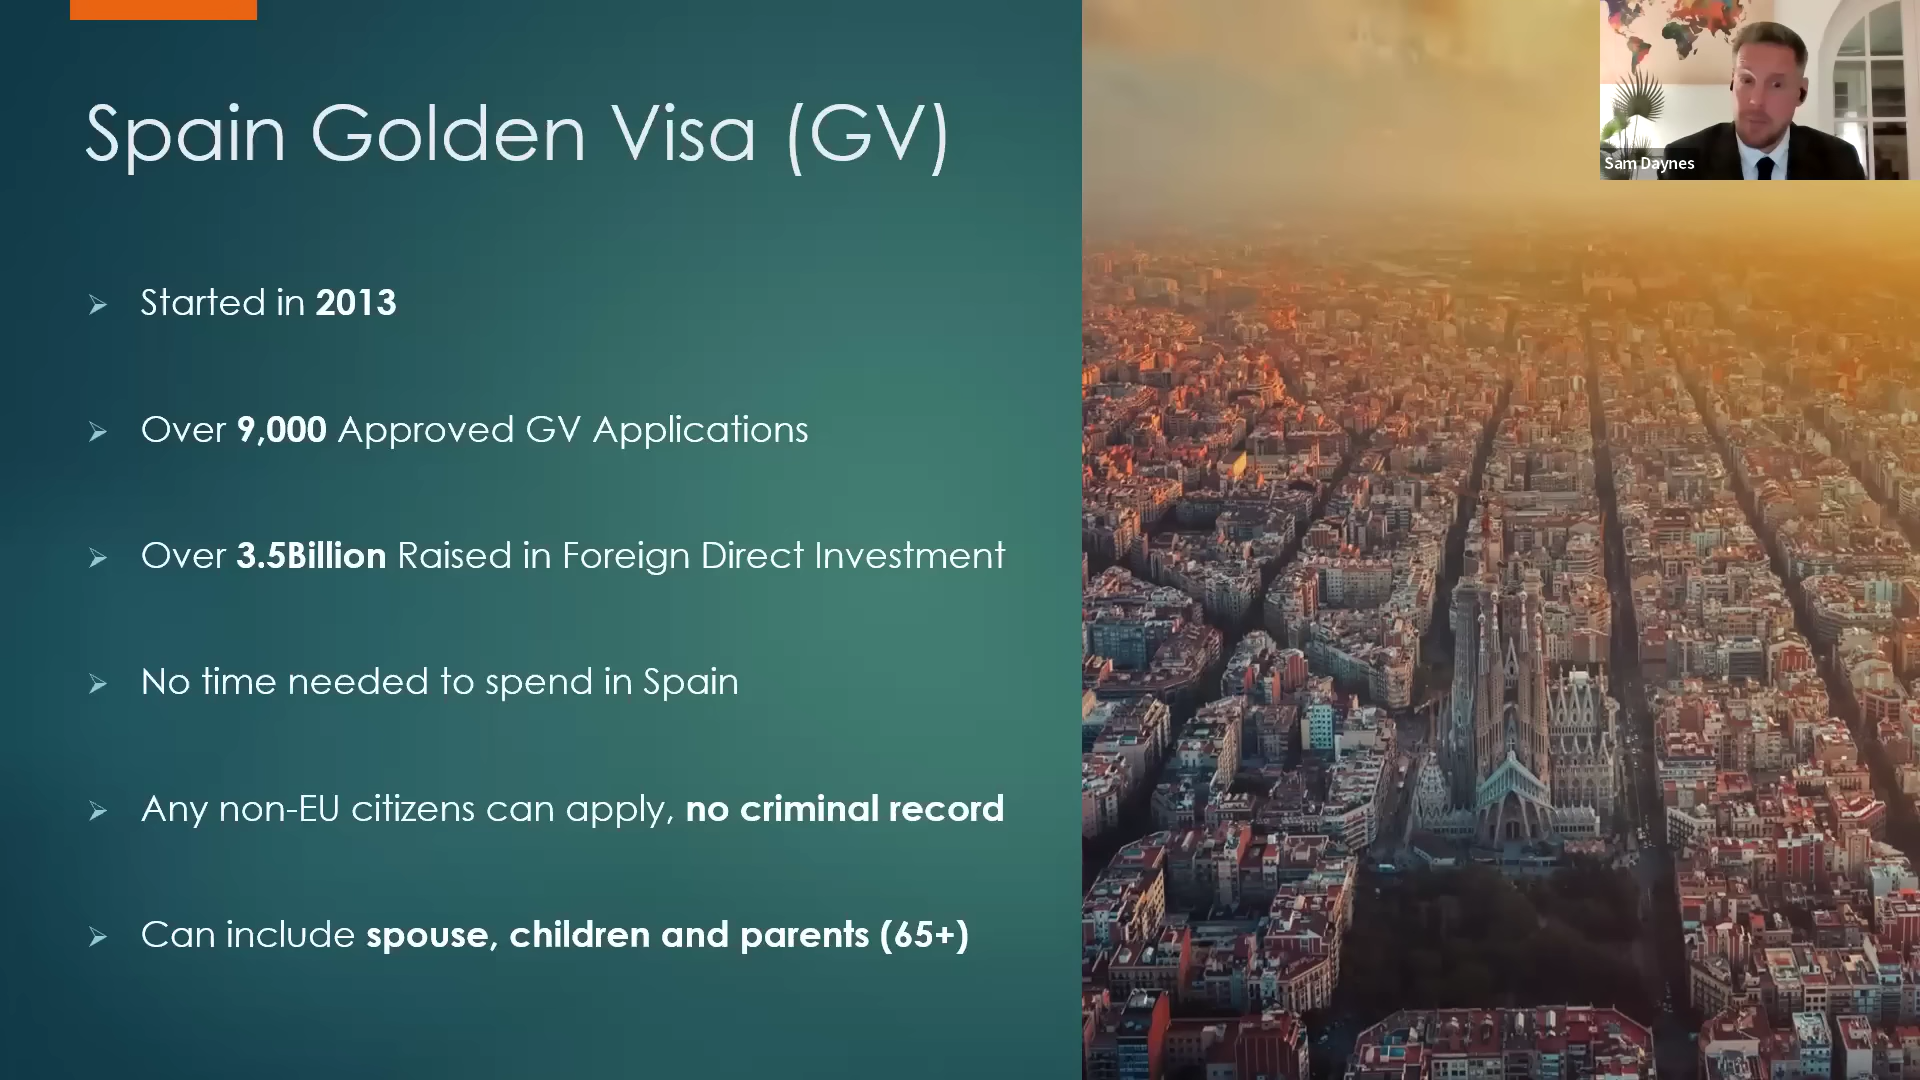 Spain Golden Visa (GV)
Sam Daynes
Started in 2013
Over 9,000 Approved GV Applications
Over 3.5Billion Raised in Foreign Direct Investment
No time needed to spend in Spain
Any non-EU citizens can apply, no criminal record
Can include spouse, children and parents (65+)